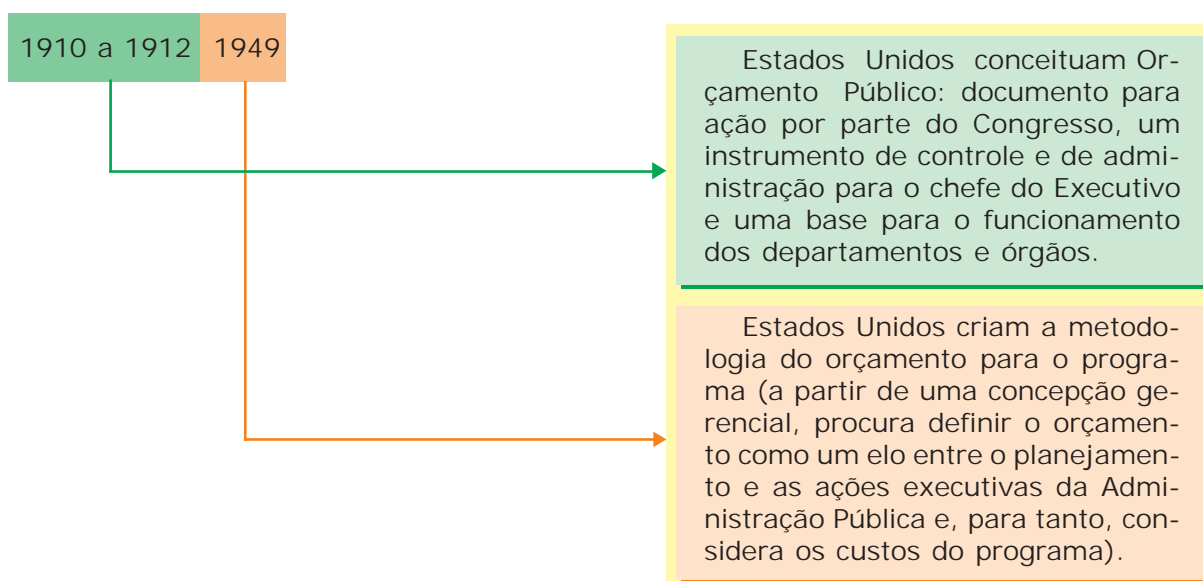 1910 a 1912 1949
Estados Unidos conceituam Or-
çamento Público: documento para
ação por parte do Congresso, um
instrumento de controle e de admi-
nistração para o chefe do Executivo
e uma base para o funcionamento
dos departamentos e órgãos.
Estados Unidos criam a metodo-
logia do orçamento para o progra-
ma (a partir de uma concepção ge-
rencial, procura definir o orçamen-
to como um elo entre o planejamen-
to e as ações executivas da Admi-
nistração Pública e, para tanto, con-
sidera os custos do programa).